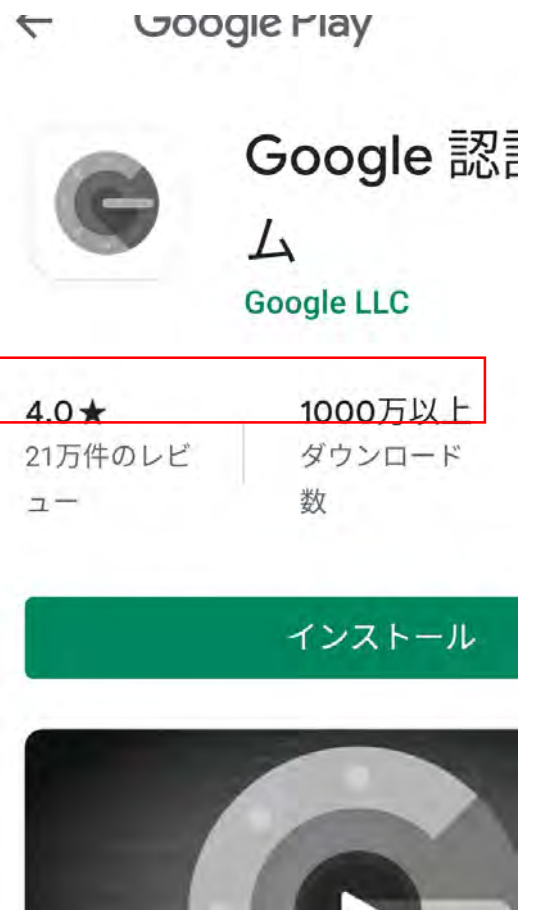 Google Play
Google 認
ム
Google LLC
4.0★
1000万以上
21万件のレビ
ュー
ダウンロード
数
インストール